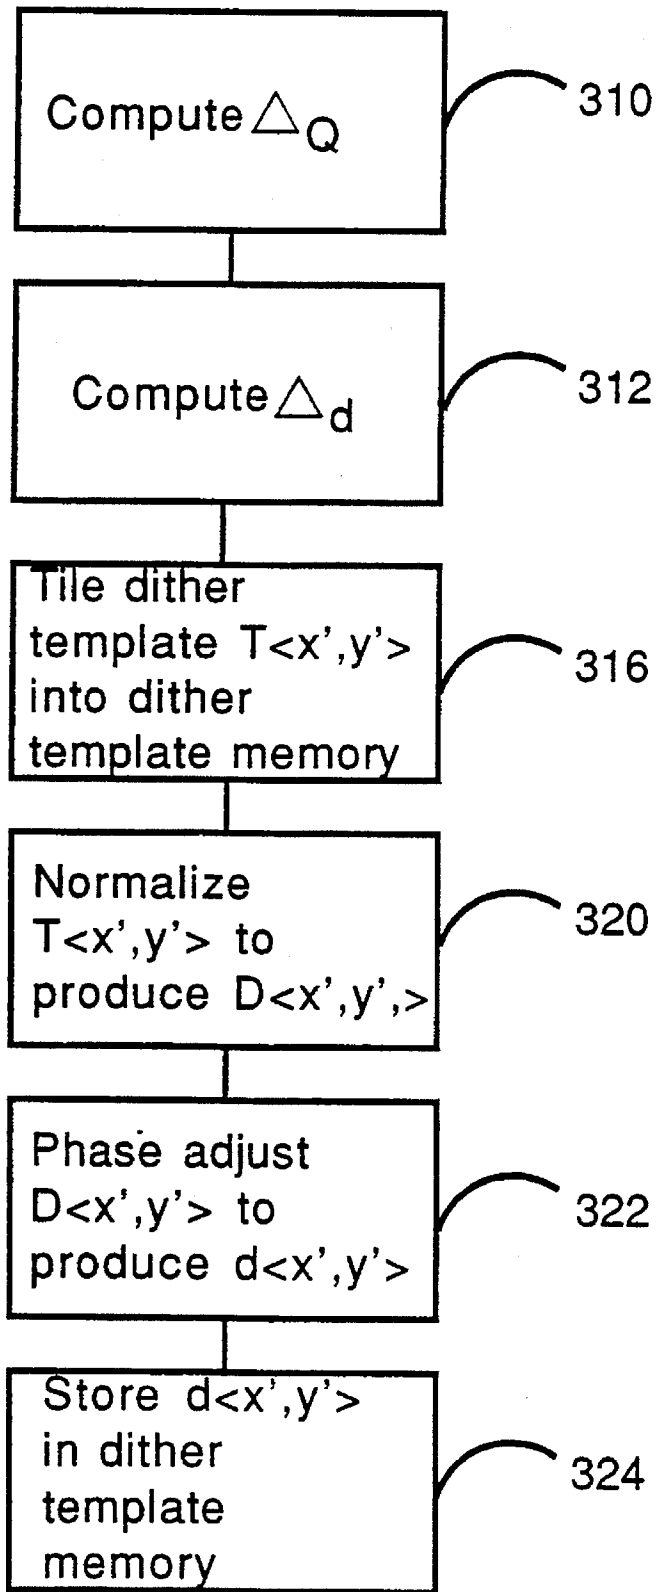 Compute △Q
310
Compute △d
312
Tile dither
template T<x',y'>
into dither
template memory
316
Normalize
T<x',y'> to
produce D<x',y',>
320
Phase adjust
D<x',y'> to
produce d<x',y'>
322
Store d<x',y'>
in dither
template
memory
324